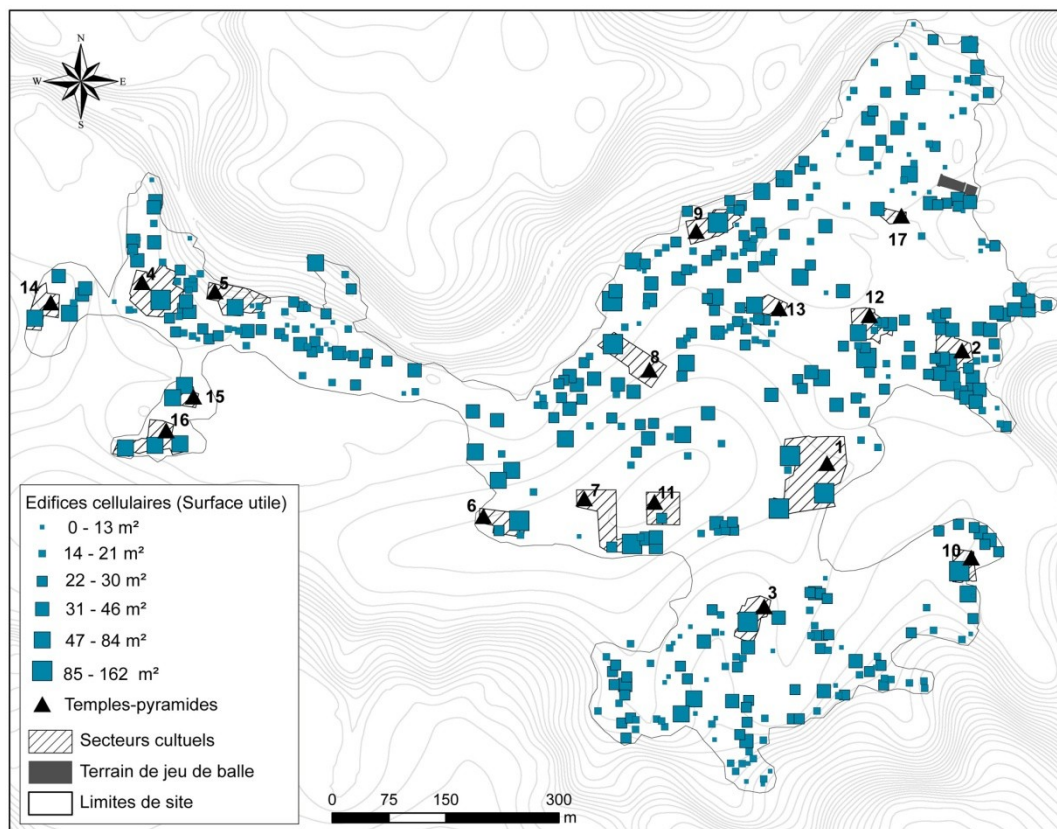 N
W E
S
9
17
14
4
5
13
12
2
8
15
16
1
7
11
6
10
3
Edifices cellulaires (Surface utile)
0 - 13 m²
14 - 21 m²
22 - 30 m²
31 - 46 m²
47 - 84 m²
85 - 162 m²
Temples-pyramides
Secteurs cultuels
Terrain de jeu de balle
Limites de site
0 75 150 300
m